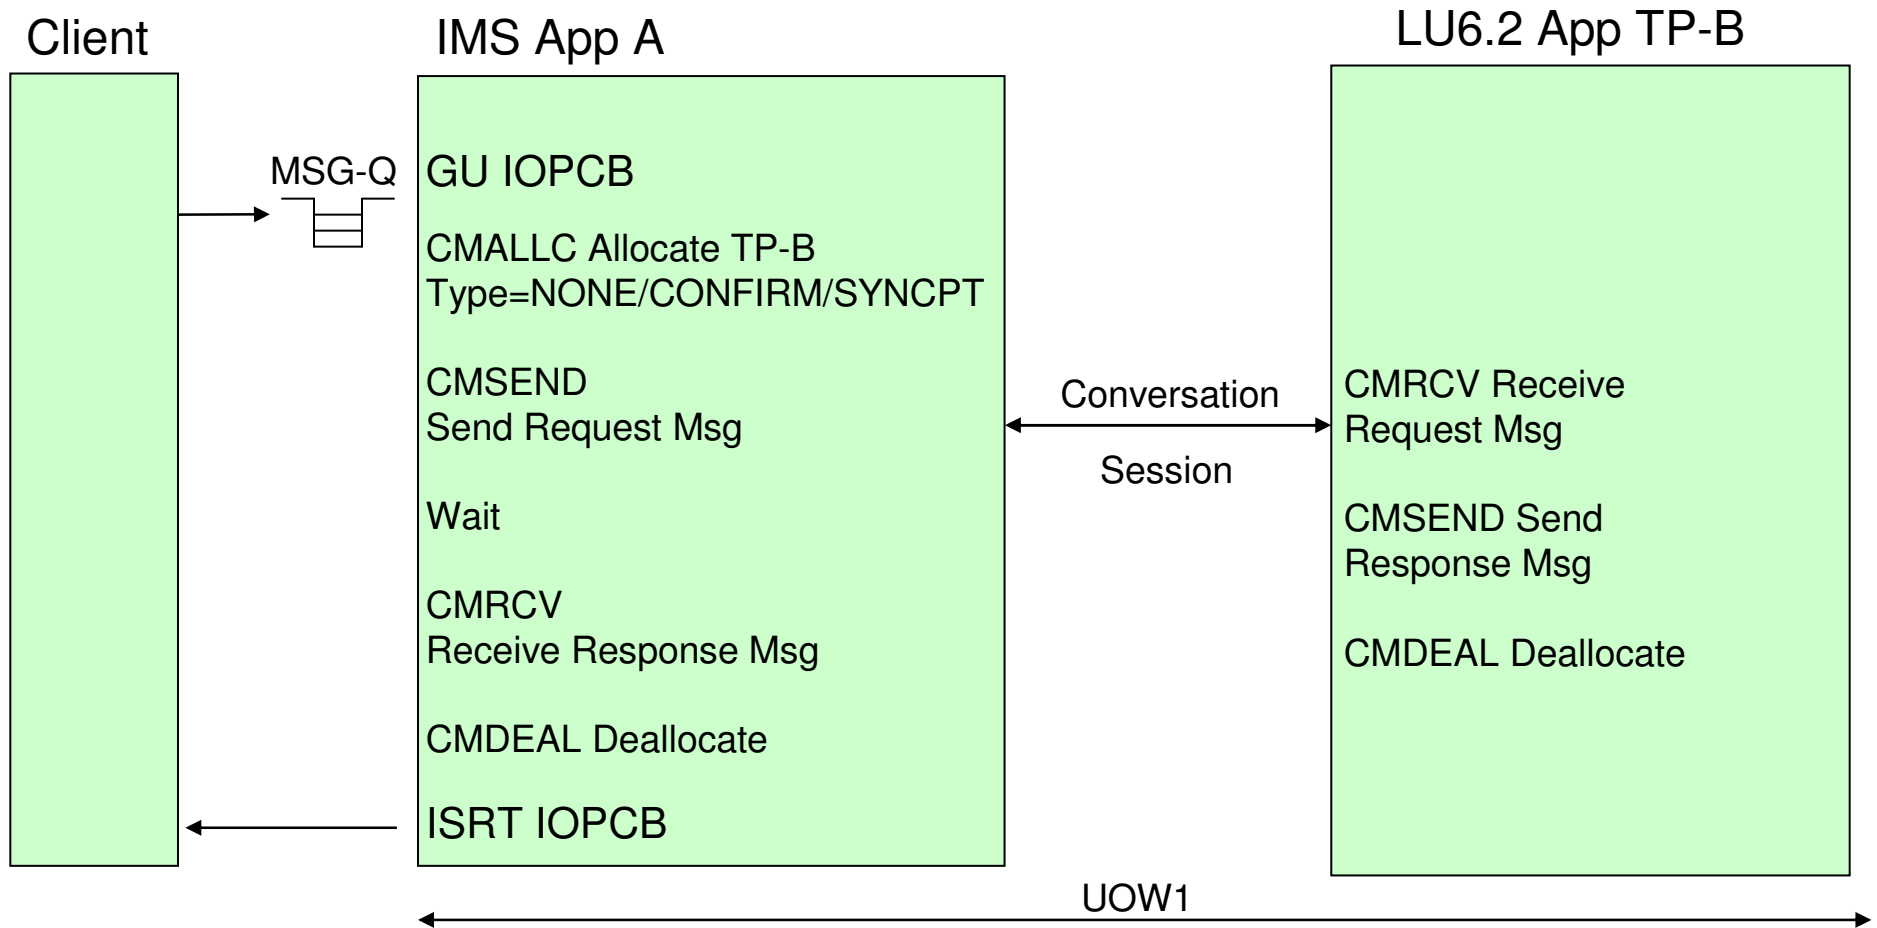 Client
IMS App A
LU6.2 App TP-B
MSG-Q
GU IOPCB
CMALLC Allocate TP-B
Type=NONE/CONFIRM/SYNCPT
CMSEND
Send Request Msg
Wait
CMRCV
Receive Response Msg
CMDEAL Deallocate
ISRT IOPCB
Conversation
Session
CMRCV Receive
Request Msg
CMSEND Send
Response Msg
CMDEAL Deallocate
UOW1